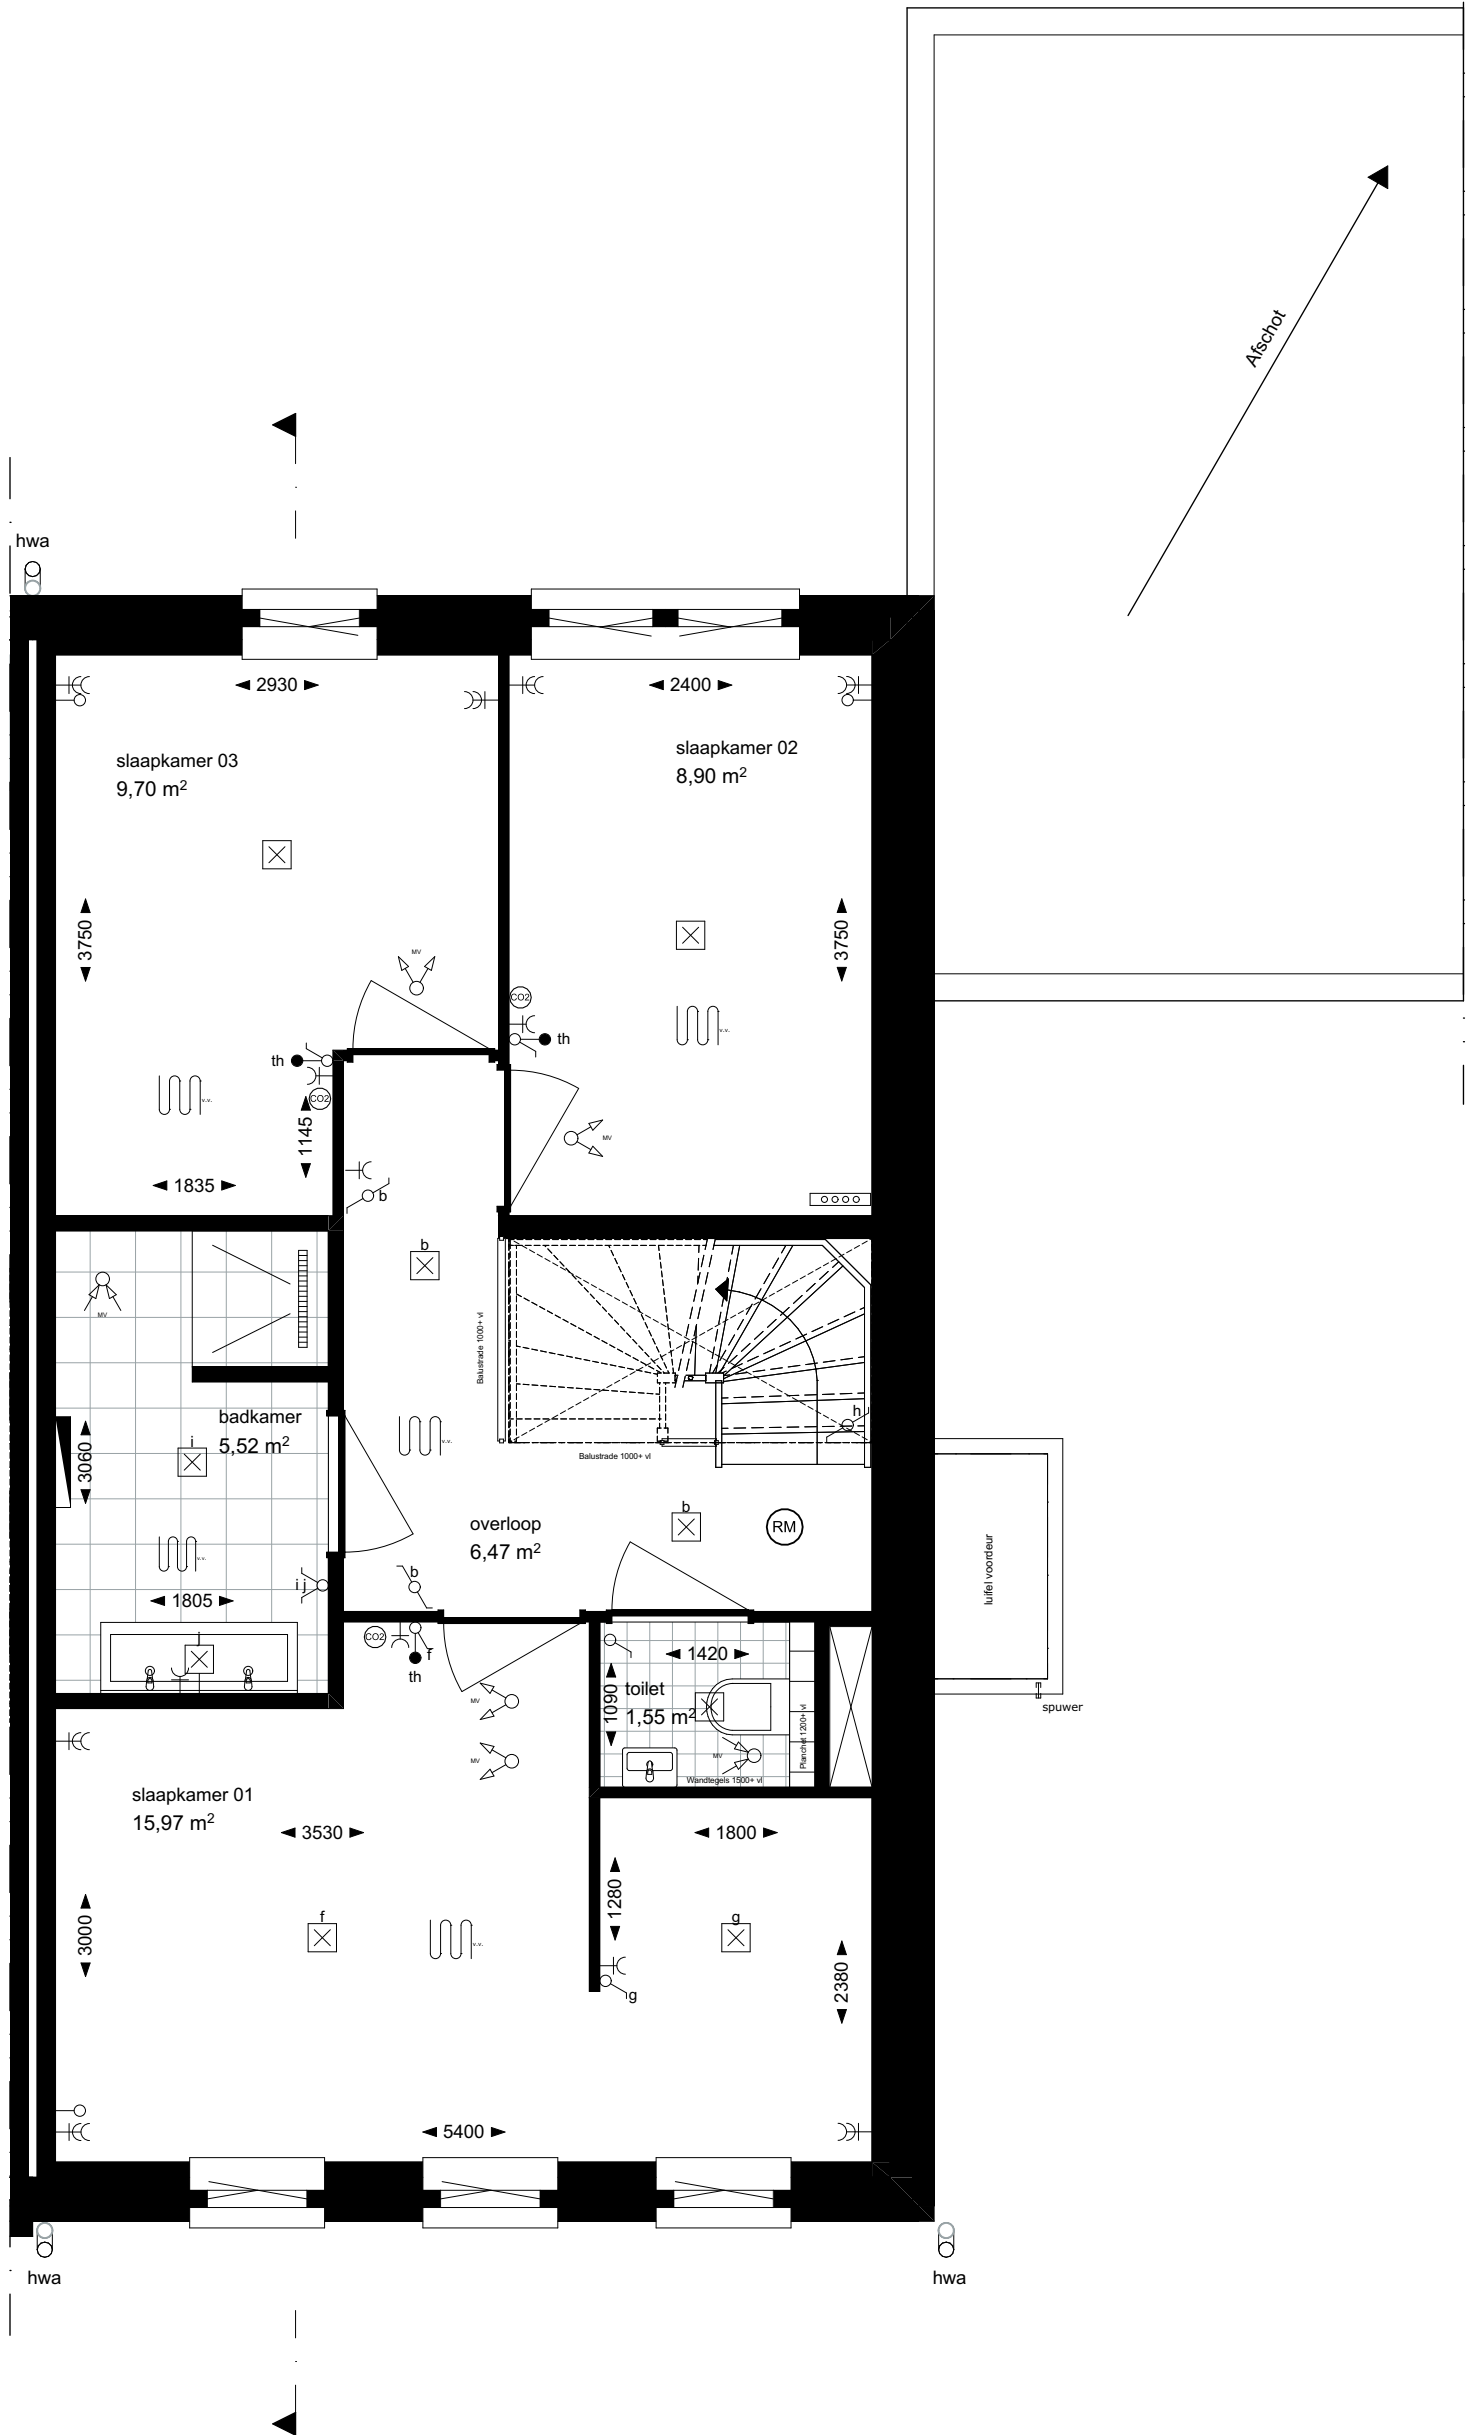 Afschot
hwa
2930
2400
slaapkamer 03
9,70 m²
slaapkamer 02
8,90 m²
3750
3750
MV
CO2
th
v.v.
th
CO2
v.v.
1145
MV
1835
b
b
MV
Balustrade 1000+ vl
h
badkamer
5,52 m²
i
3060
v.v.
Balustrade 1000+ vl
b
RM
overloop
6,47 m²
luifel voordeur
v.v.
i j
b
1805
j
CO2
f
th
1420
1090
toilet
1,55 m²
MV
MV
MV
Planchet 1200+ vl
Wandtegels 1500+ vl
spuwer
slaapkamer 01
15,97 m²
3530
1800
1280
f
g
v.v.
3000
2380
g
5400
hwa
hwa